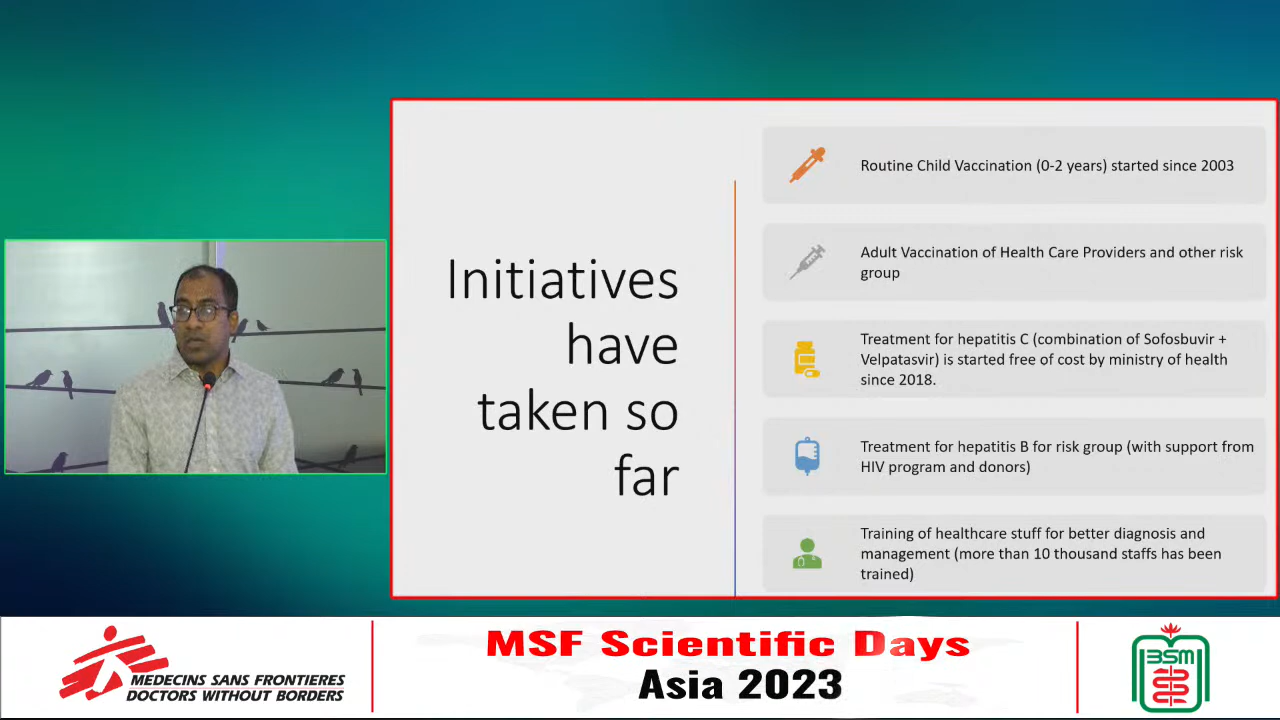 Initiatives
have
taken so
far
Routine Child Vaccination (0-2 years) started since 2003
Adult Vaccination of Health Care Providers and other risk
group
Treatment for hepatitis C (combination of Sofosbuvir +
Velpatasvir) is started free of cost by ministry of health
since 2018.
Treatment for hepatitis B for risk group (with support from
HIV program and donors)
Training of healthcare stuff for better diagnosis and
management (more than 10 thousand staffs has been
trained)
MEDECINS SANS FRONTIERES
DOCTORS WITHOUT BORDERS
MSF Scientific Days
Asia 2023
BSM